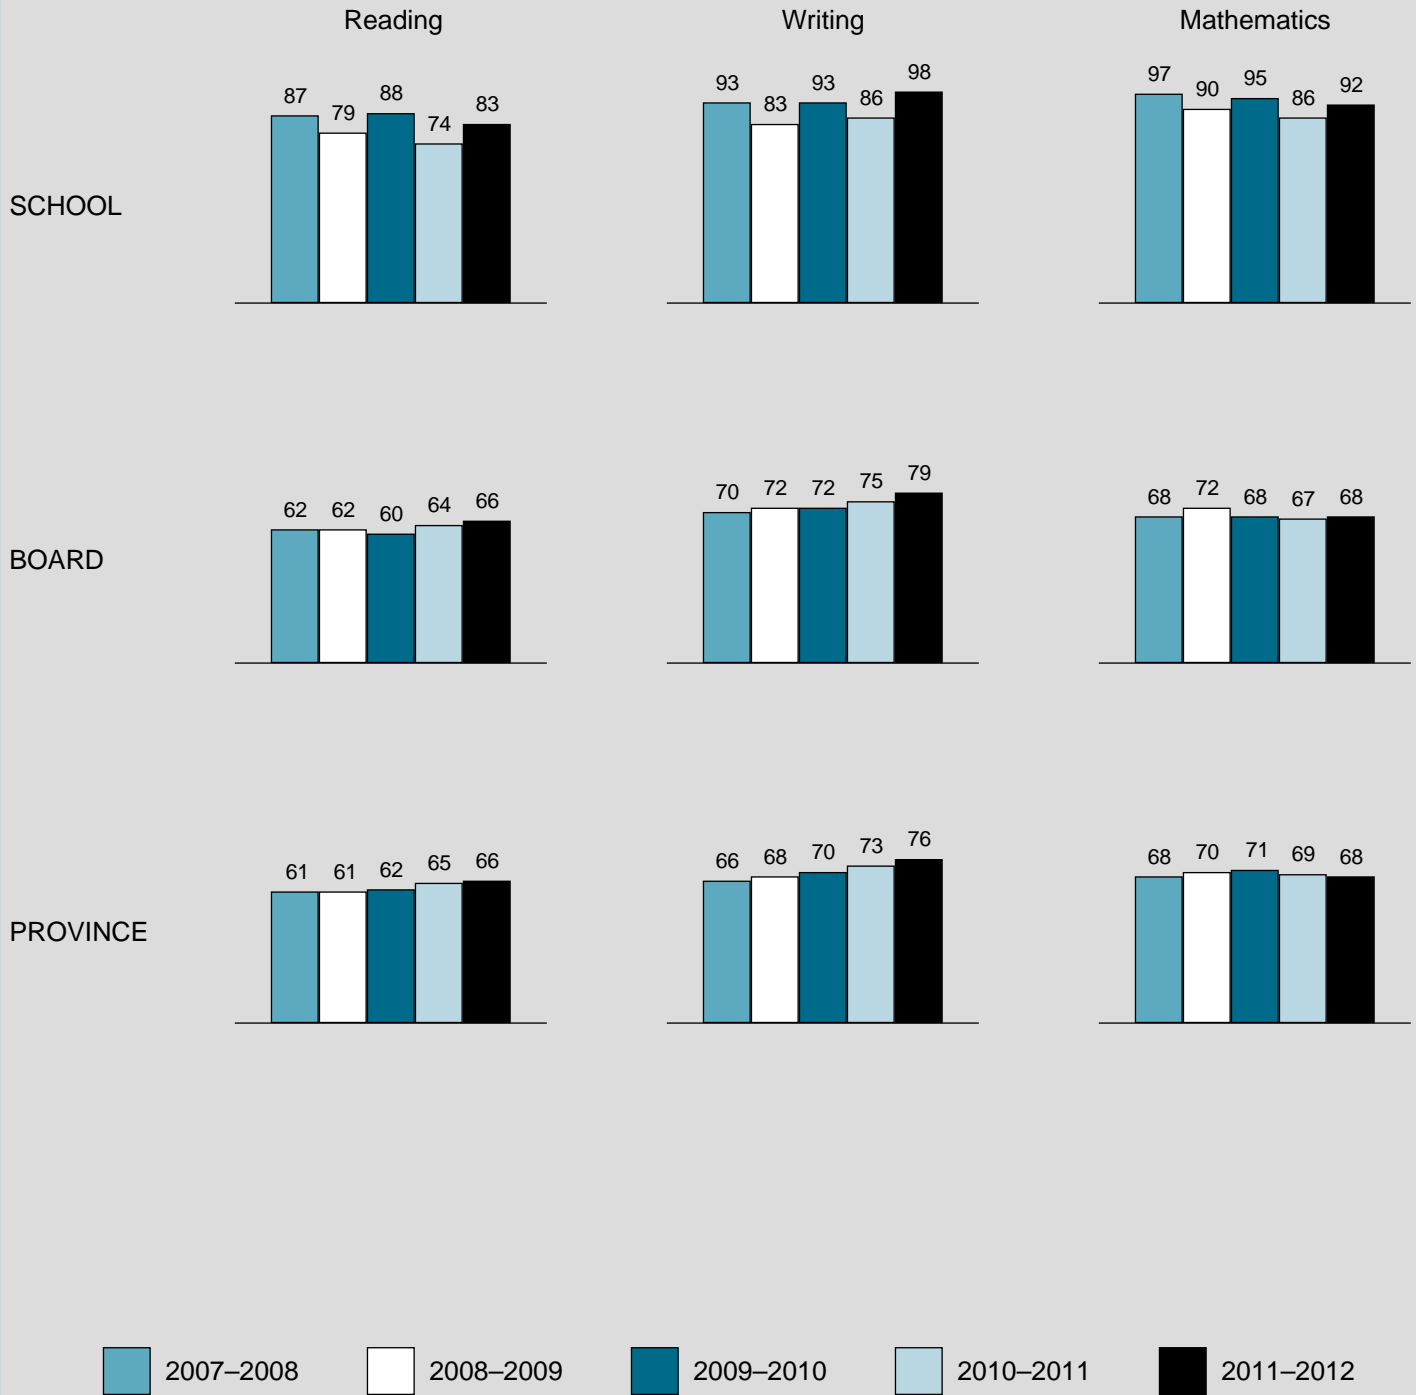 Reading Writing Mathematics
87 79 88 74 83
93 83 93 86 98
97 90 95 86 92
SCHOOL
62 62 60 64 66
70 72 72 75 79
68 72 68 67 68
BOARD
61 61 62 65 66
66 68 70 73 76
68 70 71 69 68
PROVINCE
2007–2008 2008–2009 2009–2010 2010–2011 2011–2012